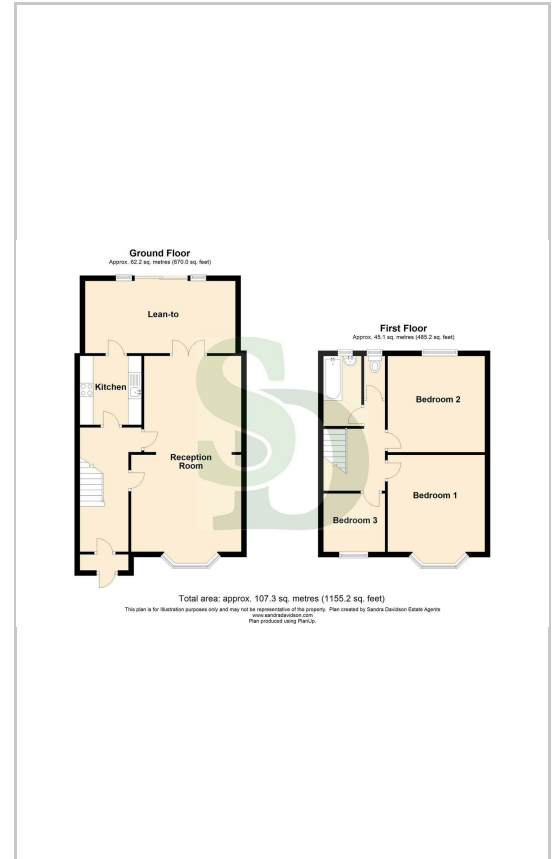 Ground Floor
Approx. 62.2 sq. metres (670.0 sq. feet)
Lean-to
Kitchen
Reception
Room
First Floor
Approx. 45.1 sq. metres (485.2 sq. feet)
Bedroom 2
Bedroom 1
Bedroom 3
SD
Total area: approx. 107.3 sq. metres (1155.2 sq. feet)
This plan is for illustration purposes only and may not be representative of the property. Plan created by Sandra Davidson Estate Agents
www.sandradavidson.com
Plan produced using PlanUp.